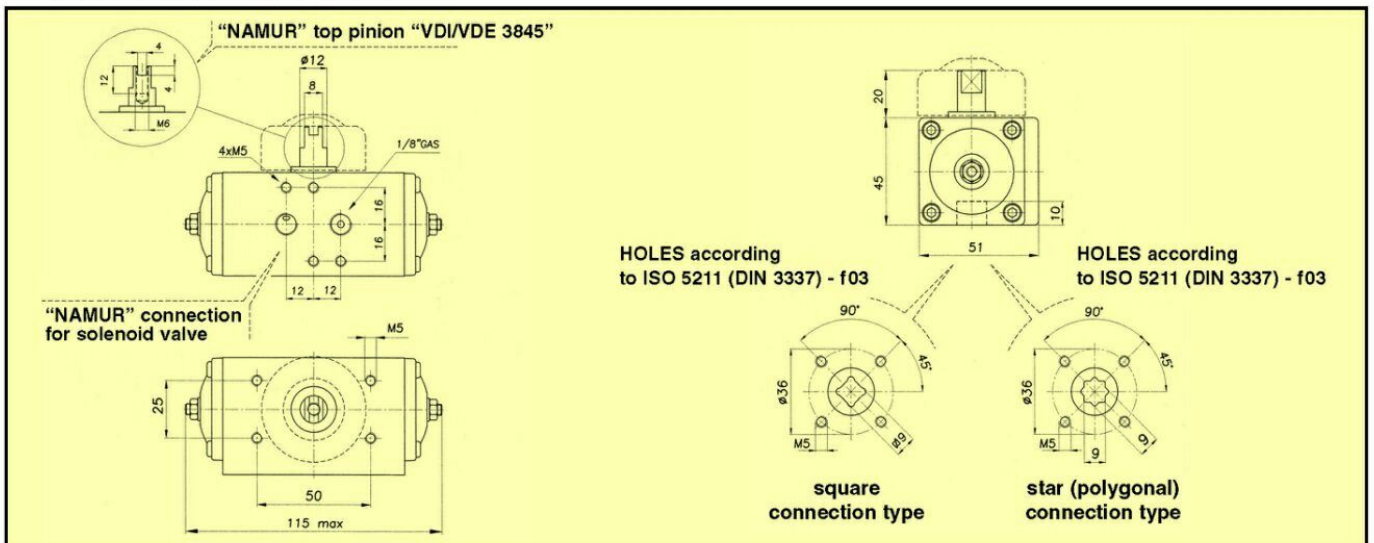 “NAMUR” top pinion “VDI/VDE 3845”
4
12
4
M6
ø12
8
4xM5
1/8"GAS
16
16
12
12
“NAMUR” connection
for solenoid valve
M5
25
50
115 max
20
45
10
51
HOLES according
to ISO 5211 (DIN 3337) - f03
90°
45°
ø36
M5
ø9
square
connection type
HOLES according
to ISO 5211 (DIN 3337) - f03
90°
45°
ø36
M5
9
9
star (polygonal)
connection type